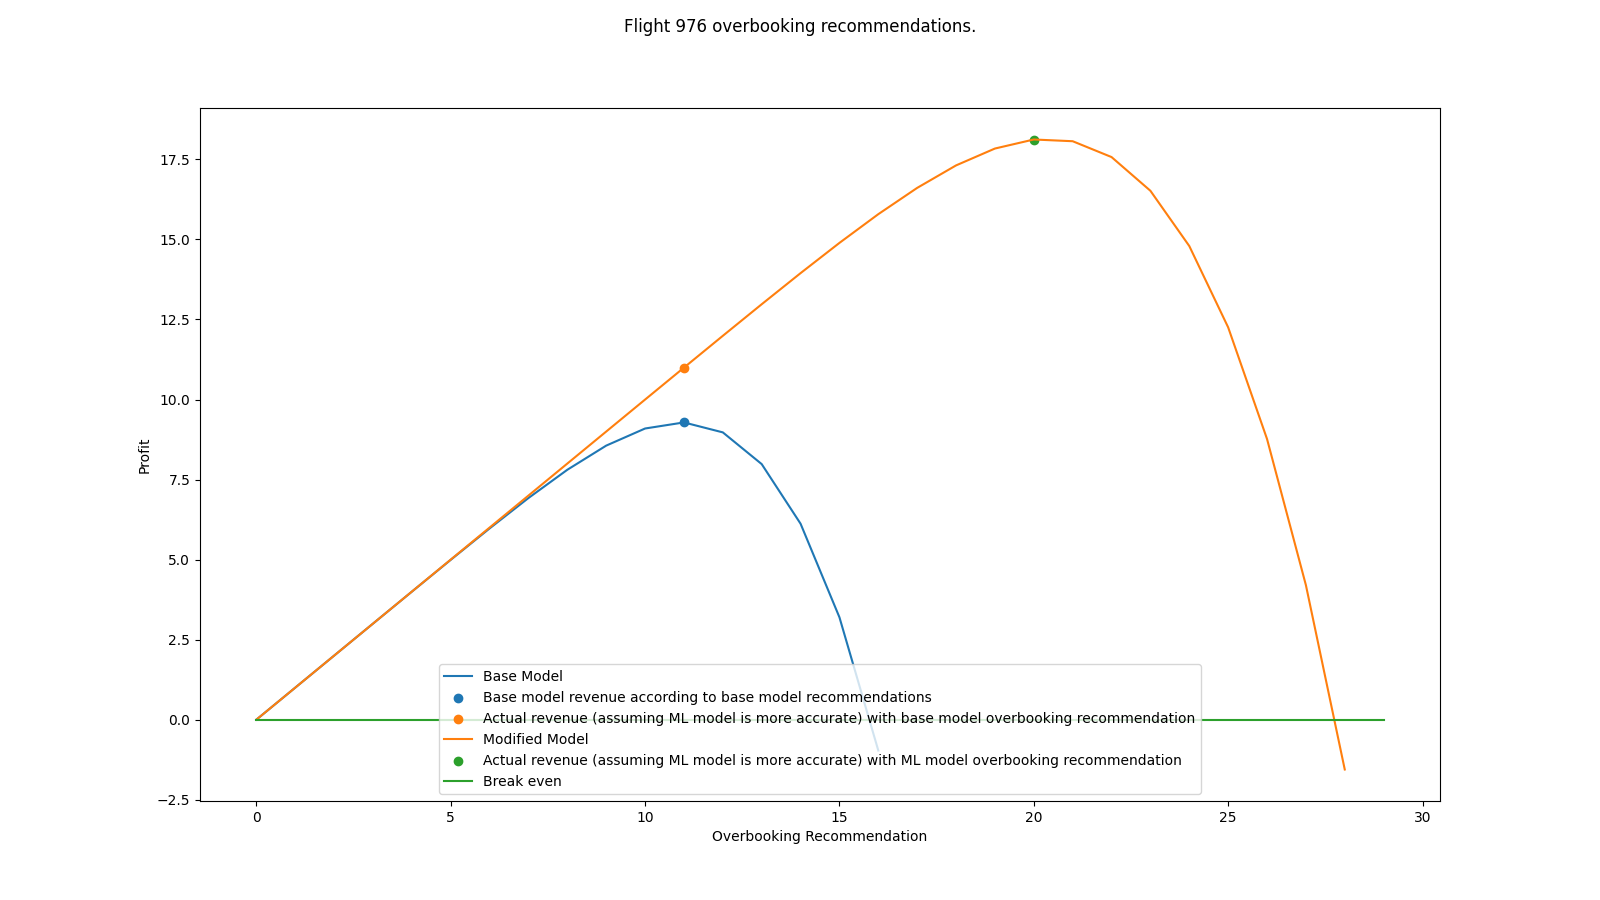 Flight 976 overbooking recommendations.
17.5
15.0
12.5
10.0
7.5
5.0
2.5
0.0
−2.5
Profit
Base Model
Base model revenue according to base model recommendations
Actual revenue (assuming ML model is more accurate) with base model overbooking recommendation
Modified Model
Actual revenue (assuming ML model is more accurate) with ML model overbooking recommendation
Break even
0 5 10 15 20 25 30
Overbooking Recommendation